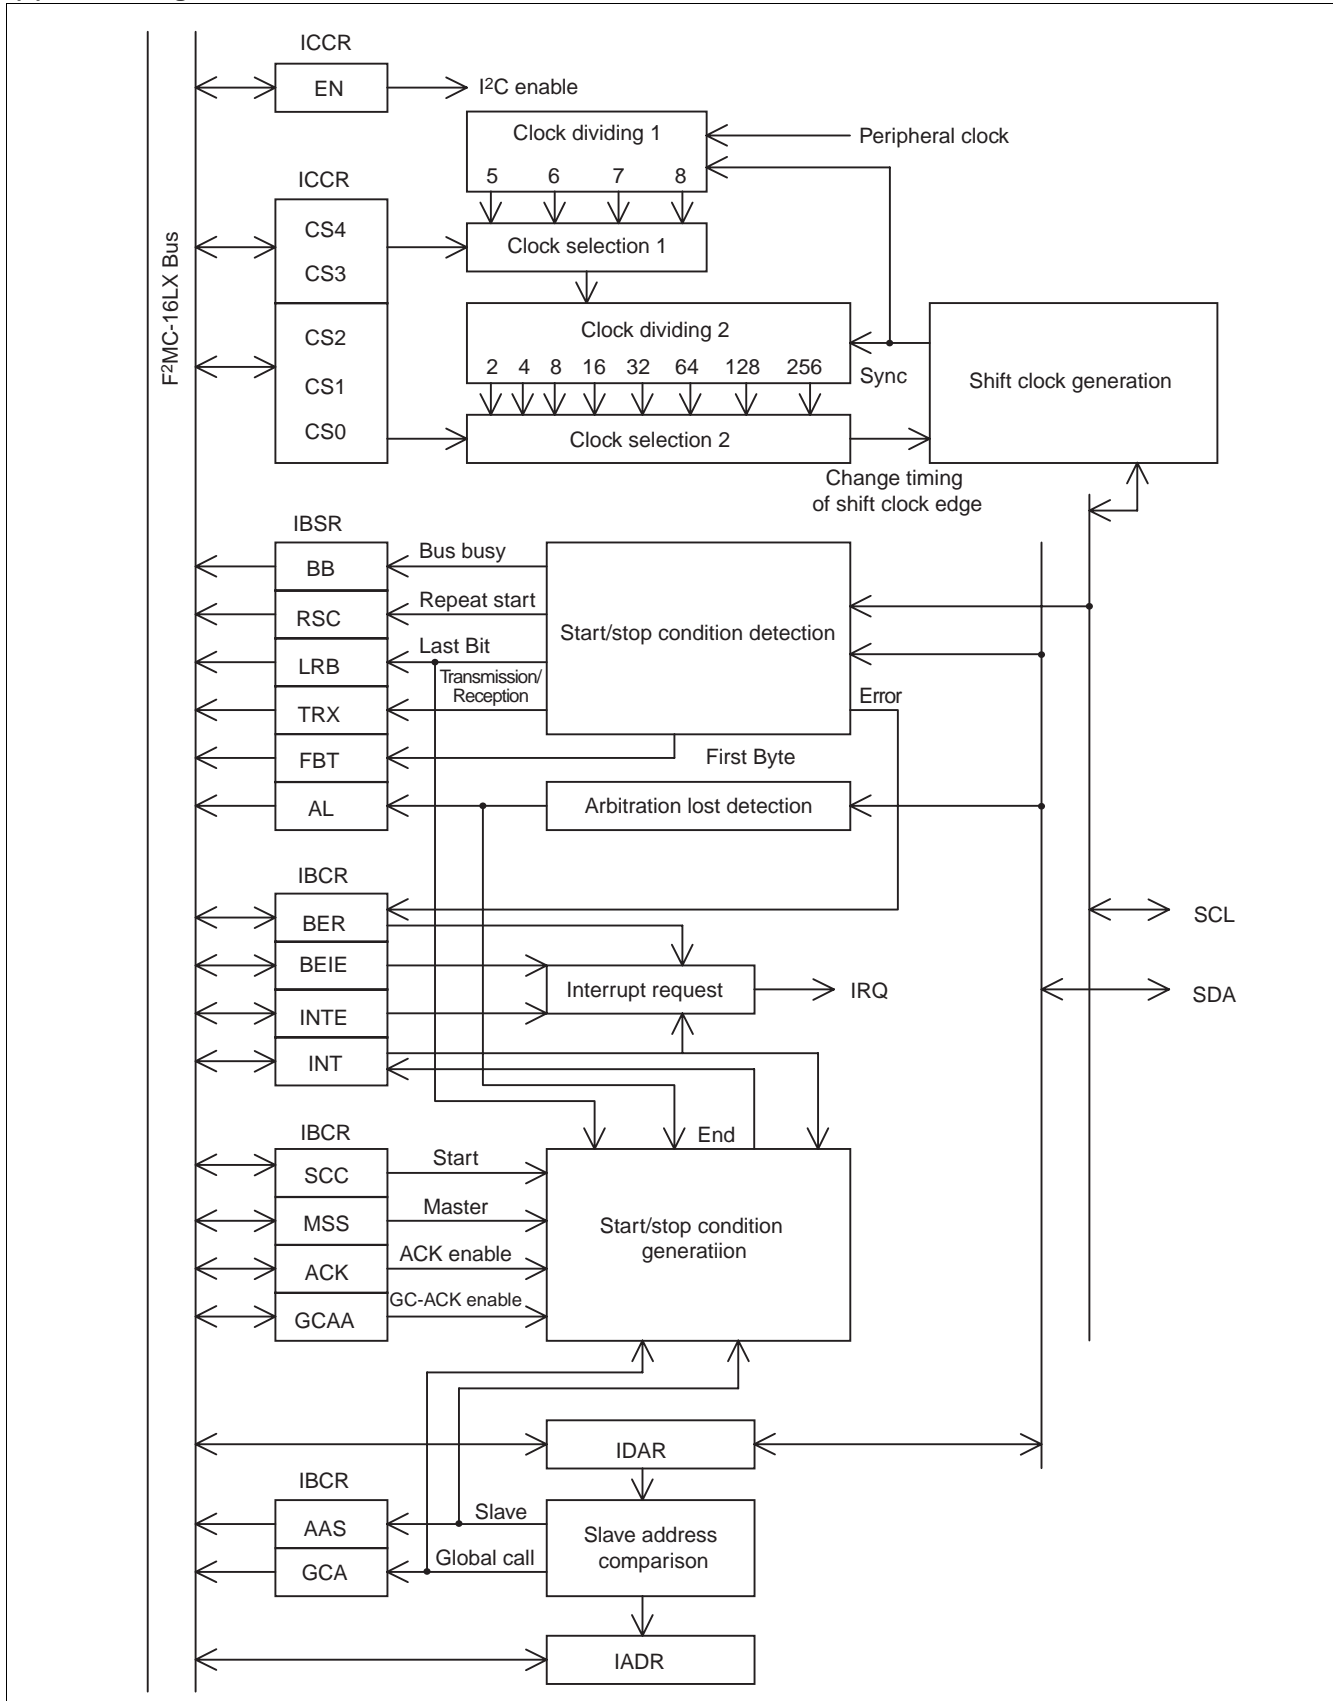 ICCR
EN
I²C enable
Clock dividing 1
Peripheral clock
5 6 7 8
ICCR
CS4
CS3
Clock selection 1
F²MC-16LX Bus
CS2
CS1
CS0
Clock dividing 2
2 4 8 16 32 64 128 256
Sync
Shift clock generation
Clock selection 2
Change timing
of shift clock edge
IBSR
BB
Bus busy
RSC
Repeat start
Start/stop condition detection
LRB
Last Bit
Transmission/
Reception
TRX
Error
FBT
First Byte
AL
Arbitration lost detection
IBCR
BER
SCL
BEIE
Interrupt request
IRQ
SDA
INTE
INT
End
IBCR
SCC
Start
MSS
Master
Start/stop condition
generatiion
ACK
ACK enable
GCAA
GC-ACK enable
IDAR
IBCR
AAS
Slave
Slave address
comparison
GCA
Global call
IADR